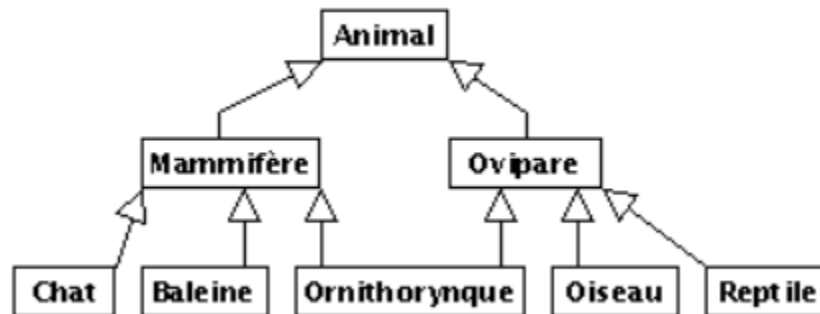 Animal
Mammifère Ovipare
Chat Baleine Ornithorynque Oiseau Reptile